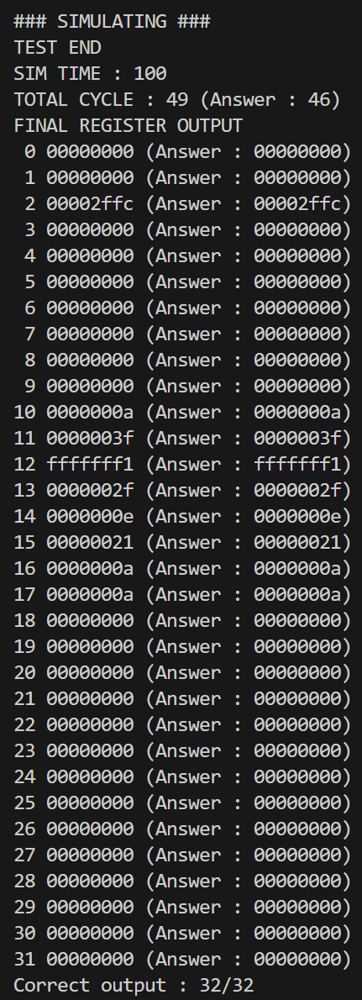 ### SIMULATING ###
TEST END
SIM TIME : 100
TOTAL CYCLE : 49 (Answer : 46)
FINAL REGISTER OUTPUT
 0 00000000 (Answer : 00000000)
 1 00000000 (Answer : 00000000)
 2 00002ffc (Answer : 00002ffc)
 3 00000000 (Answer : 00000000)
 4 00000000 (Answer : 00000000)
 5 00000000 (Answer : 00000000)
 6 00000000 (Answer : 00000000)
 7 00000000 (Answer : 00000000)
 8 00000000 (Answer : 00000000)
 9 00000000 (Answer : 00000000)
10 0000000a (Answer : 0000000a)
11 0000003f (Answer : 0000003f)
12 fffffff1 (Answer : fffffff1)
13 0000002f (Answer : 0000002f)
14 0000000e (Answer : 0000000e)
15 00000021 (Answer : 00000021)
16 0000000a (Answer : 0000000a)
17 0000000a (Answer : 0000000a)
18 00000000 (Answer : 00000000)
19 00000000 (Answer : 00000000)
20 00000000 (Answer : 00000000)
21 00000000 (Answer : 00000000)
22 00000000 (Answer : 00000000)
23 00000000 (Answer : 00000000)
24 00000000 (Answer : 00000000)
25 00000000 (Answer : 00000000)
26 00000000 (Answer : 00000000)
27 00000000 (Answer : 00000000)
28 00000000 (Answer : 00000000)
29 00000000 (Answer : 00000000)
30 00000000 (Answer : 00000000)
31 00000000 (Answer : 00000000)
Correct output : 32/32